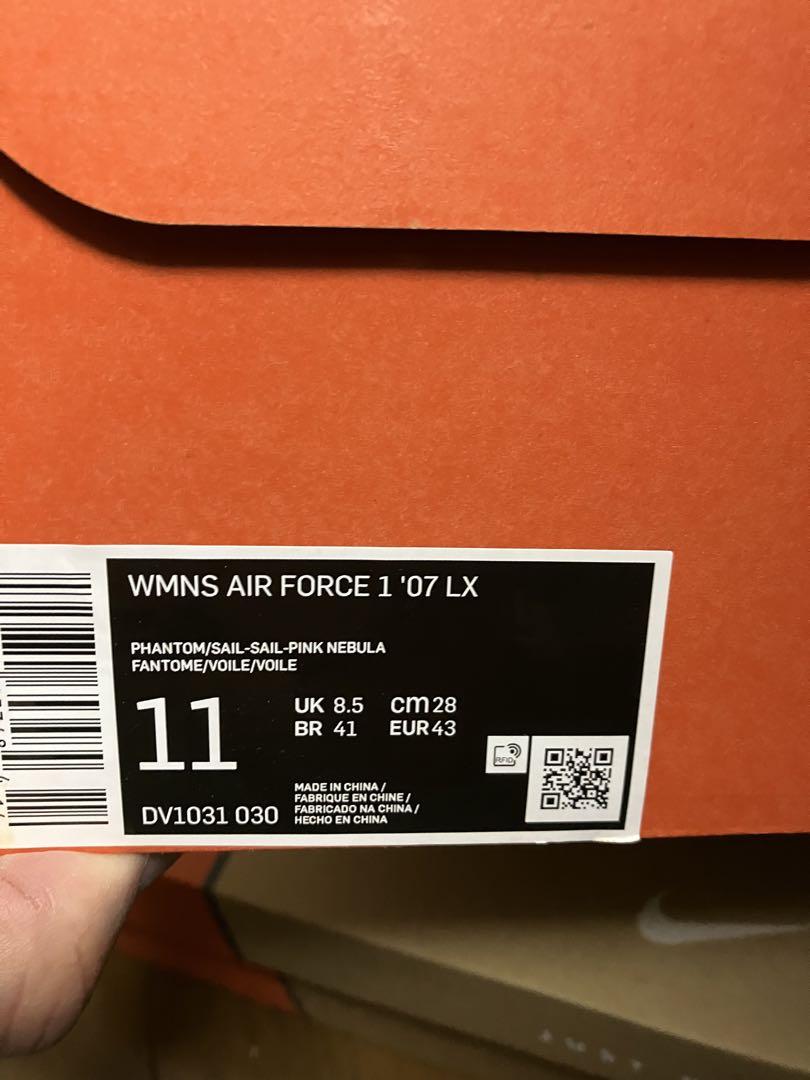 WMNS AIR FORCE 1 '07 LX
PHANTOM/SAIL-SAIL-PINK NEBULA
FANTOME/VOILE/VOILE
11
UK 8.5 cm 28
BR 41 EUR 43
RFID
DV1031 030
MADE IN CHINA /
FABRIQUE EN CHINE /
FABRICADO NA CHINA /
HECHO EN CHINA
JUST